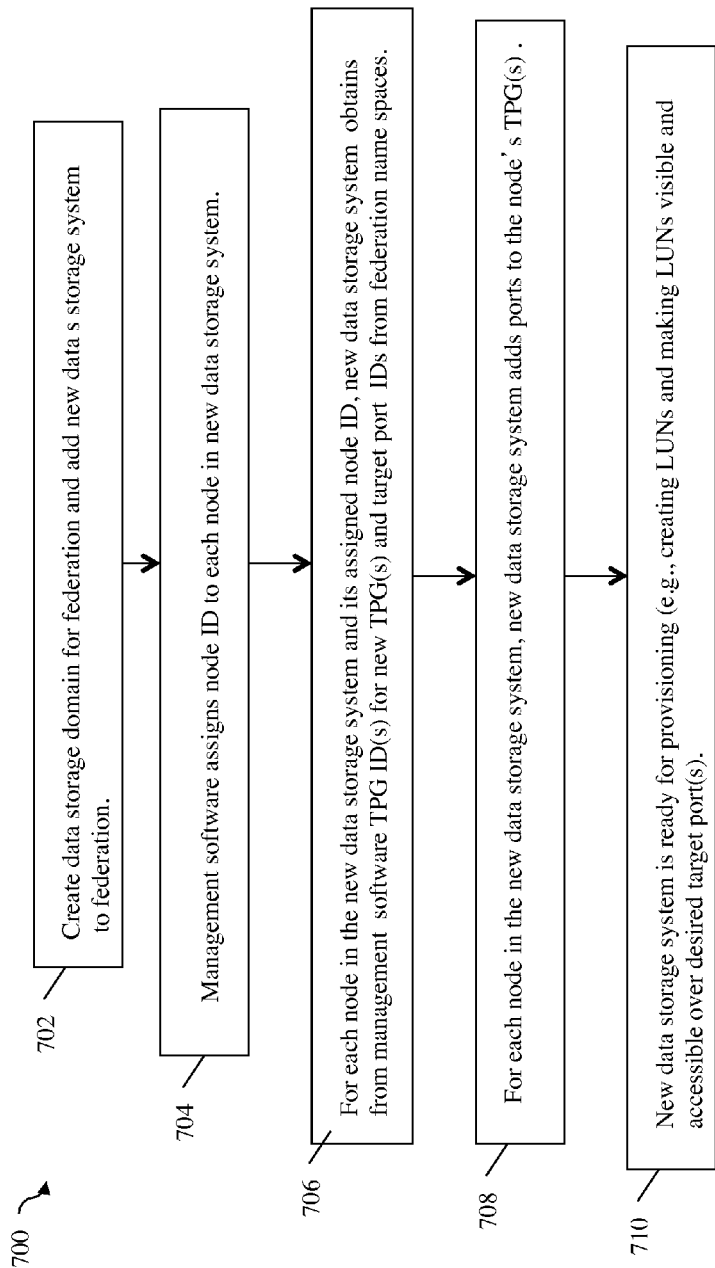 700
Create data storage domain for federation and add new data s storage system
to federation.
702
Management software assigns node ID to each node in new data storage system.
704
For each node in the new data storage system and its assigned node ID, new data storage system obtains
from management software TPG ID(s) for new TPG(s) and target port IDs from federation name spaces.
706
For each node in the new data storage system, new data storage system adds ports to the node's TPG(s) .
708
New data storage system is ready for provisioning (e.g., creating LUNs and making LUNs visible and
accessible over desired target port(s).
710